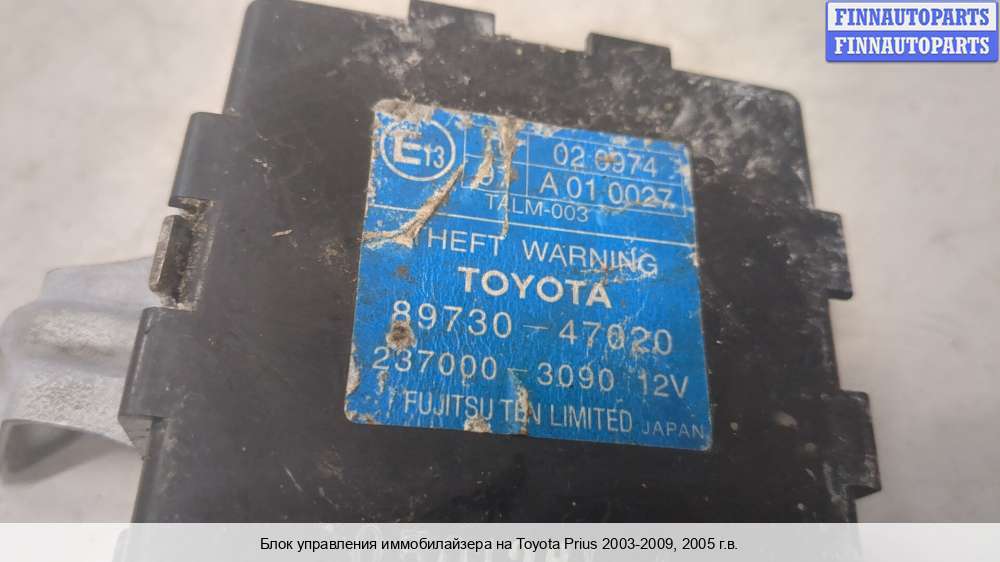 FINNAUTOPARTS
FINNAUTOPARTS
E13
02 0974
A 01 0027
TALM-003
THEFT WARNING
TOYOTA
89730-47020
237000-3090 12V
FUJITSU TEN LIMITED JAPAN
Блок управления иммобилайзера на Toyota Prius 2003-2009, 2005 г.в.